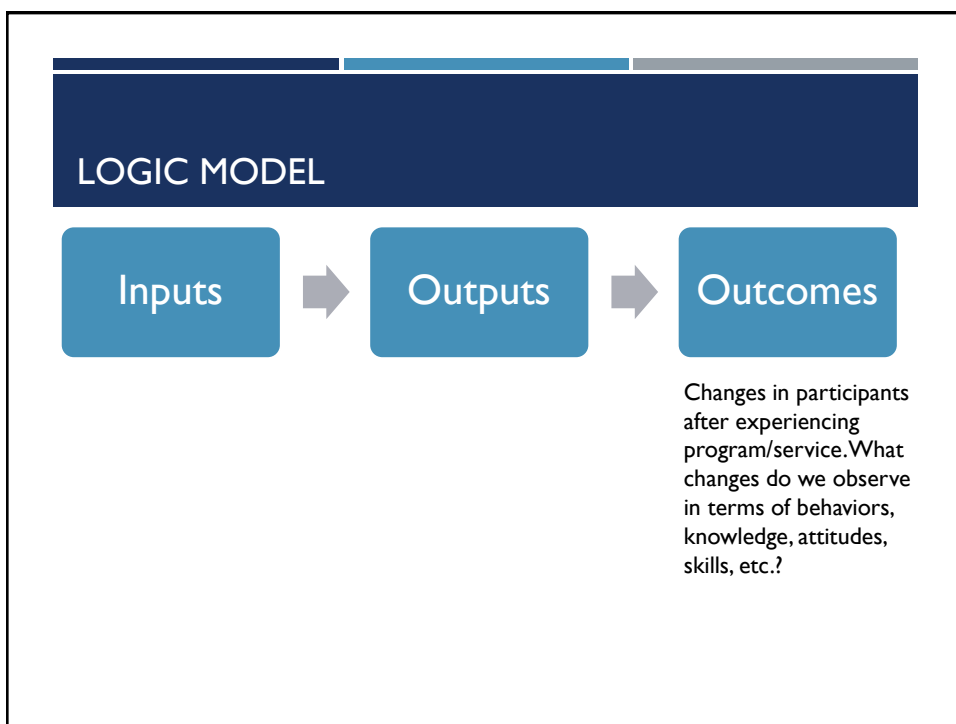 LOGIC MODEL
Inputs
Outputs
Outcomes
Changes in participants
after experiencing
program/service. What
changes do we observe
in terms of behaviors,
knowledge, attitudes,
skills, etc.?